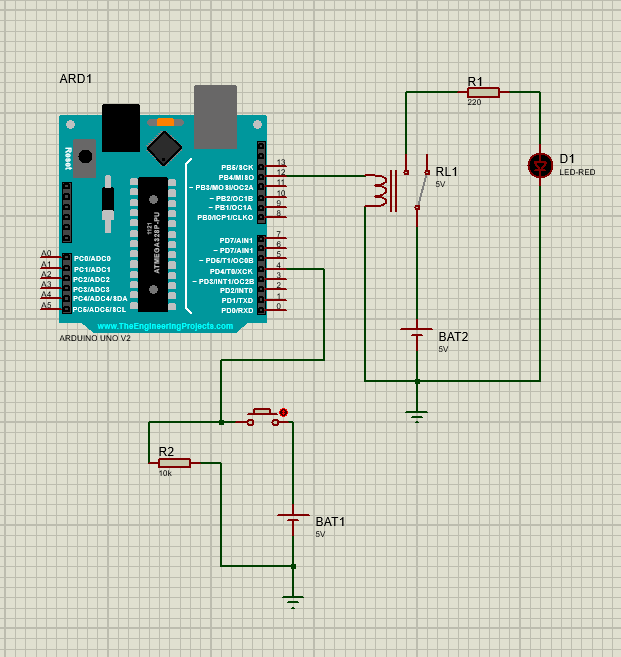 ARD1
Reset
1121
ATMEGA328P-PU
PB5/SCK
PB4/MISO
~ PB3/MOSI/OC2A
~ PB2/OC1B
~ PB1/OC1A
PB0/ICP1/CLKO
13
12
11
10
9
8
PD7/AIN1
~ PD7/AIN1
~ PD5/T1/OC0B
PD4/T0/XCK
~ PD3/INT1/OC2B
PD2/INT0
PD1/TXD
PD0/RXD
7
6
5
4
3
2
1
0
A0
A1
A2
A3
A4
A5
PC0/ADC0
PC1/ADC1
PC2/ADC2
PC3/ADC3
PC4/ADC4/SDA
PC5/ADC5/SCL
www.TheEngineeringProjects.com
ARDUINO UNO V2
R1
220
D1
LED-RED
RL1
5V
BAT2
5V
R2
10k
BAT1
5V